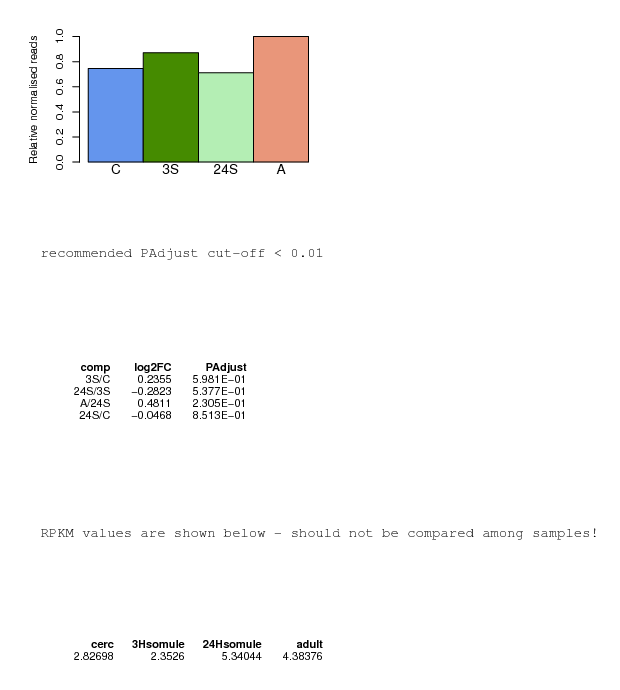 Relative normalised reads
1.0
0.8
0.6
0.4
0.2
0.0
C 3S 24S A
recommended PAdjust cut-off < 0.01
comp log2FC PAdjust
3S/C 0.2355 5.981E-01
24S/3S -0.2823 5.377E-01
A/24S 0.4811 2.305E-01
24S/C -0.0468 8.513E-01
RPKM values are shown below - should not be compared among samples!
cerc 3Hsomule 24Hsomule adult
2.82698 2.3526 5.34044 4.38376